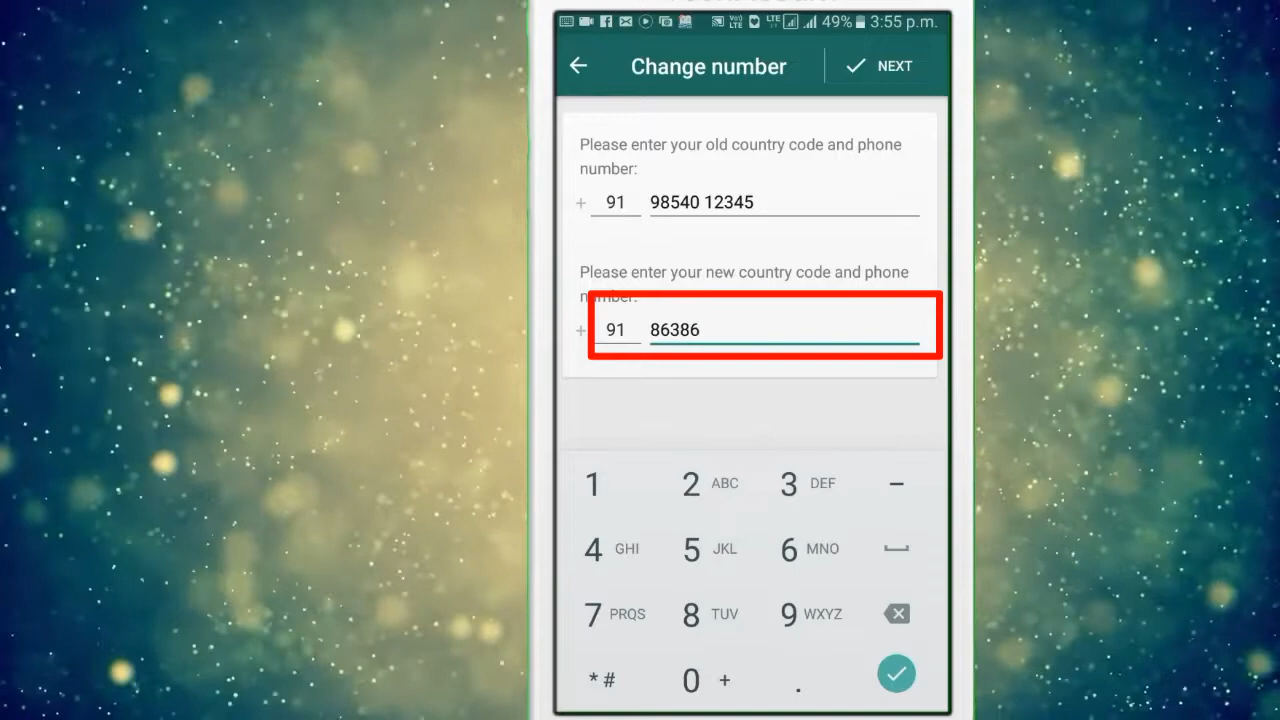 49% 3:55 p.m.
Change number
NEXT
Please enter your old country code and phone
number:
+ 91 98540 12345
Please enter your new country code and phone
number:
+ 91 86386
1
2 ABC
3 DEF
–
4 GHI
5 JKL
6 MNO
7 PRQS
8 TUV
9 WXYZ
* #
0 +
.